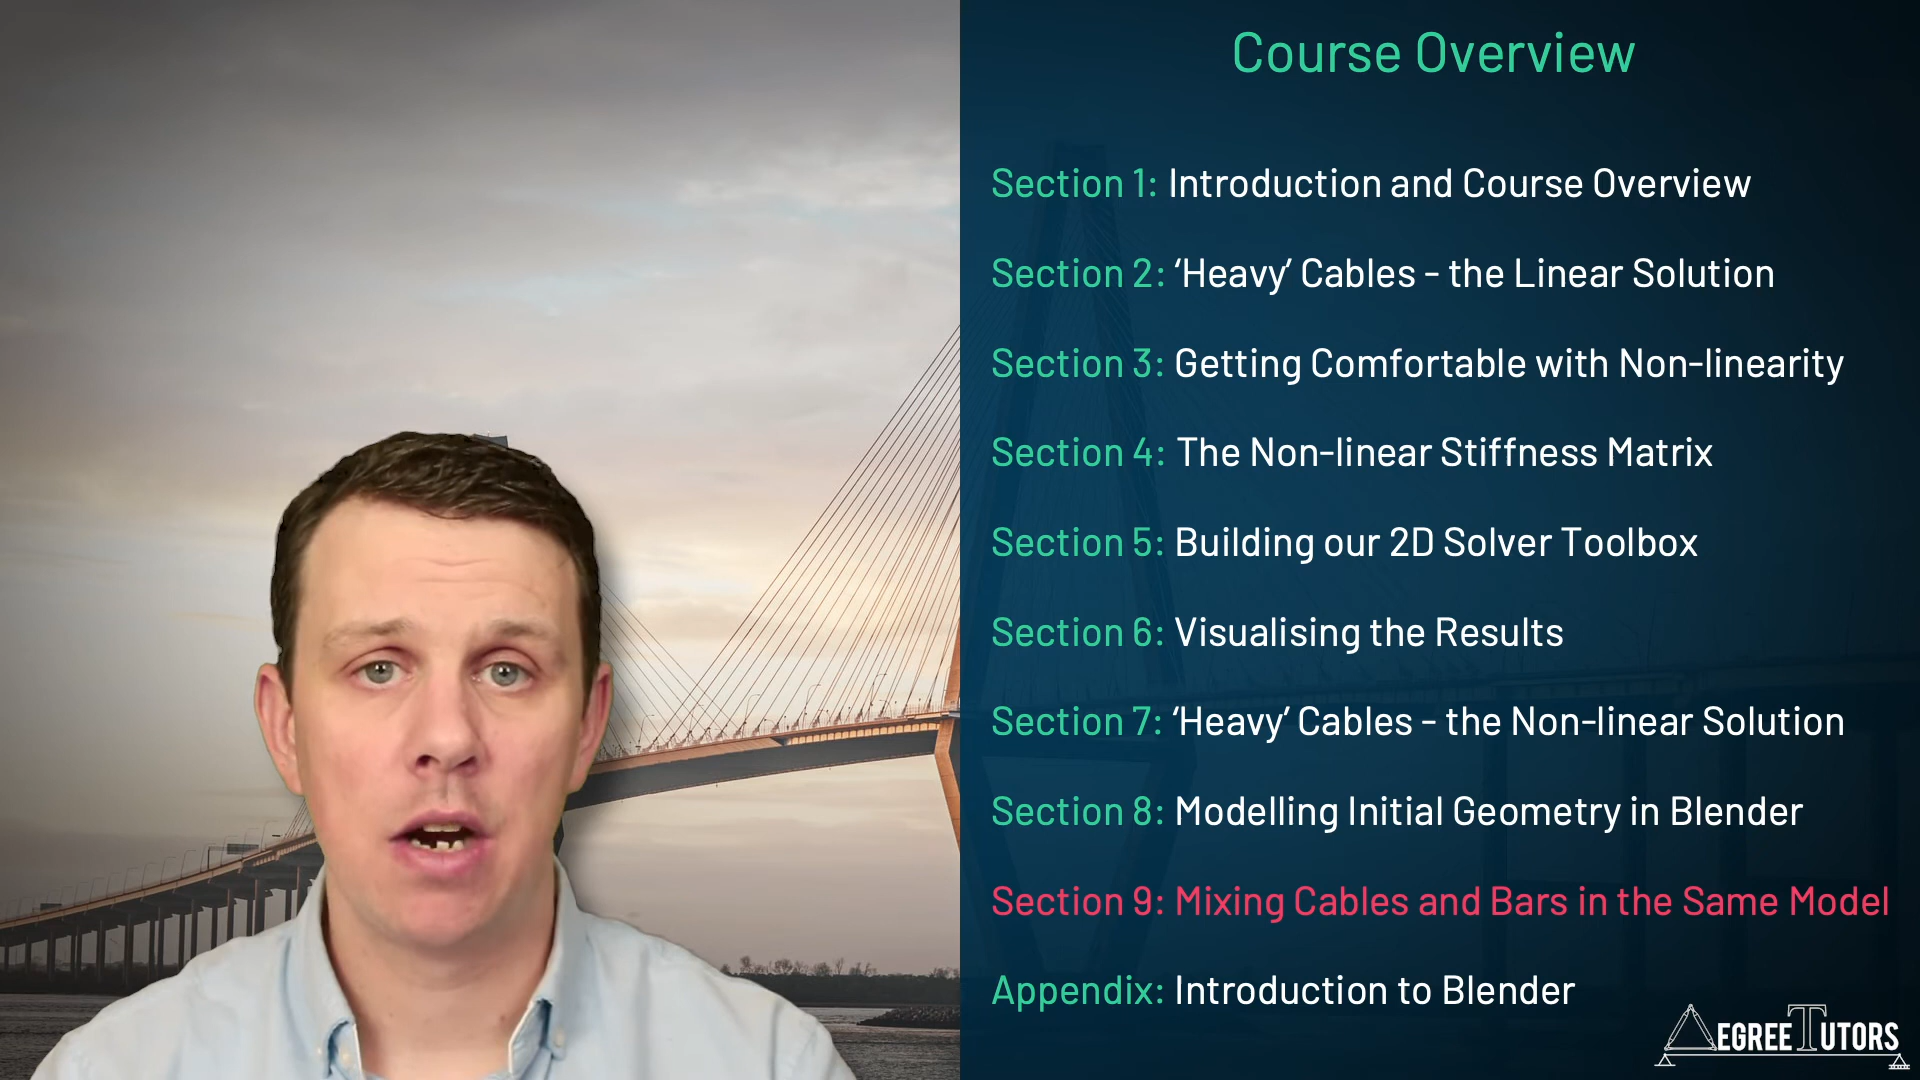 Course Overview
Section 1: Introduction and Course Overview
Section 2: ‘Heavy’ Cables - the Linear Solution
Section 3: Getting Comfortable with Non-linearity
Section 4: The Non-linear Stiffness Matrix
Section 5: Building our 2D Solver Toolbox
Section 6: Visualising the Results
Section 7: ‘Heavy’ Cables - the Non-linear Solution
Section 8: Modelling Initial Geometry in Blender
Section 9: Mixing Cables and Bars in the Same Model
Appendix: Introduction to Blender
DEGREE TUTORS